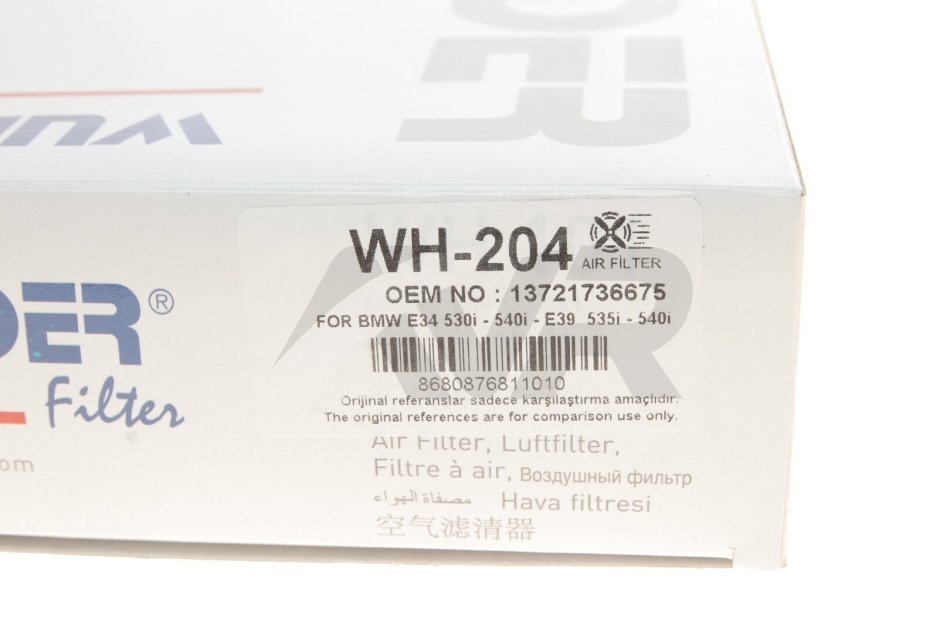 WH-204
AIR FİLTER
OEM NO : 13721736675
FOR BMW E34 530i - 540i - E39 535i - 540i
8680876811010
Orijinal referanslar sadece karşılaştırma amaçlıdır.
The original references are for comparison use only.
DER®
Filter
om
Air Filter, Luftfilter,
Filtre à air, Воздушный фильтр
مصفاة الهواء Hava filtresi
空气滤清器